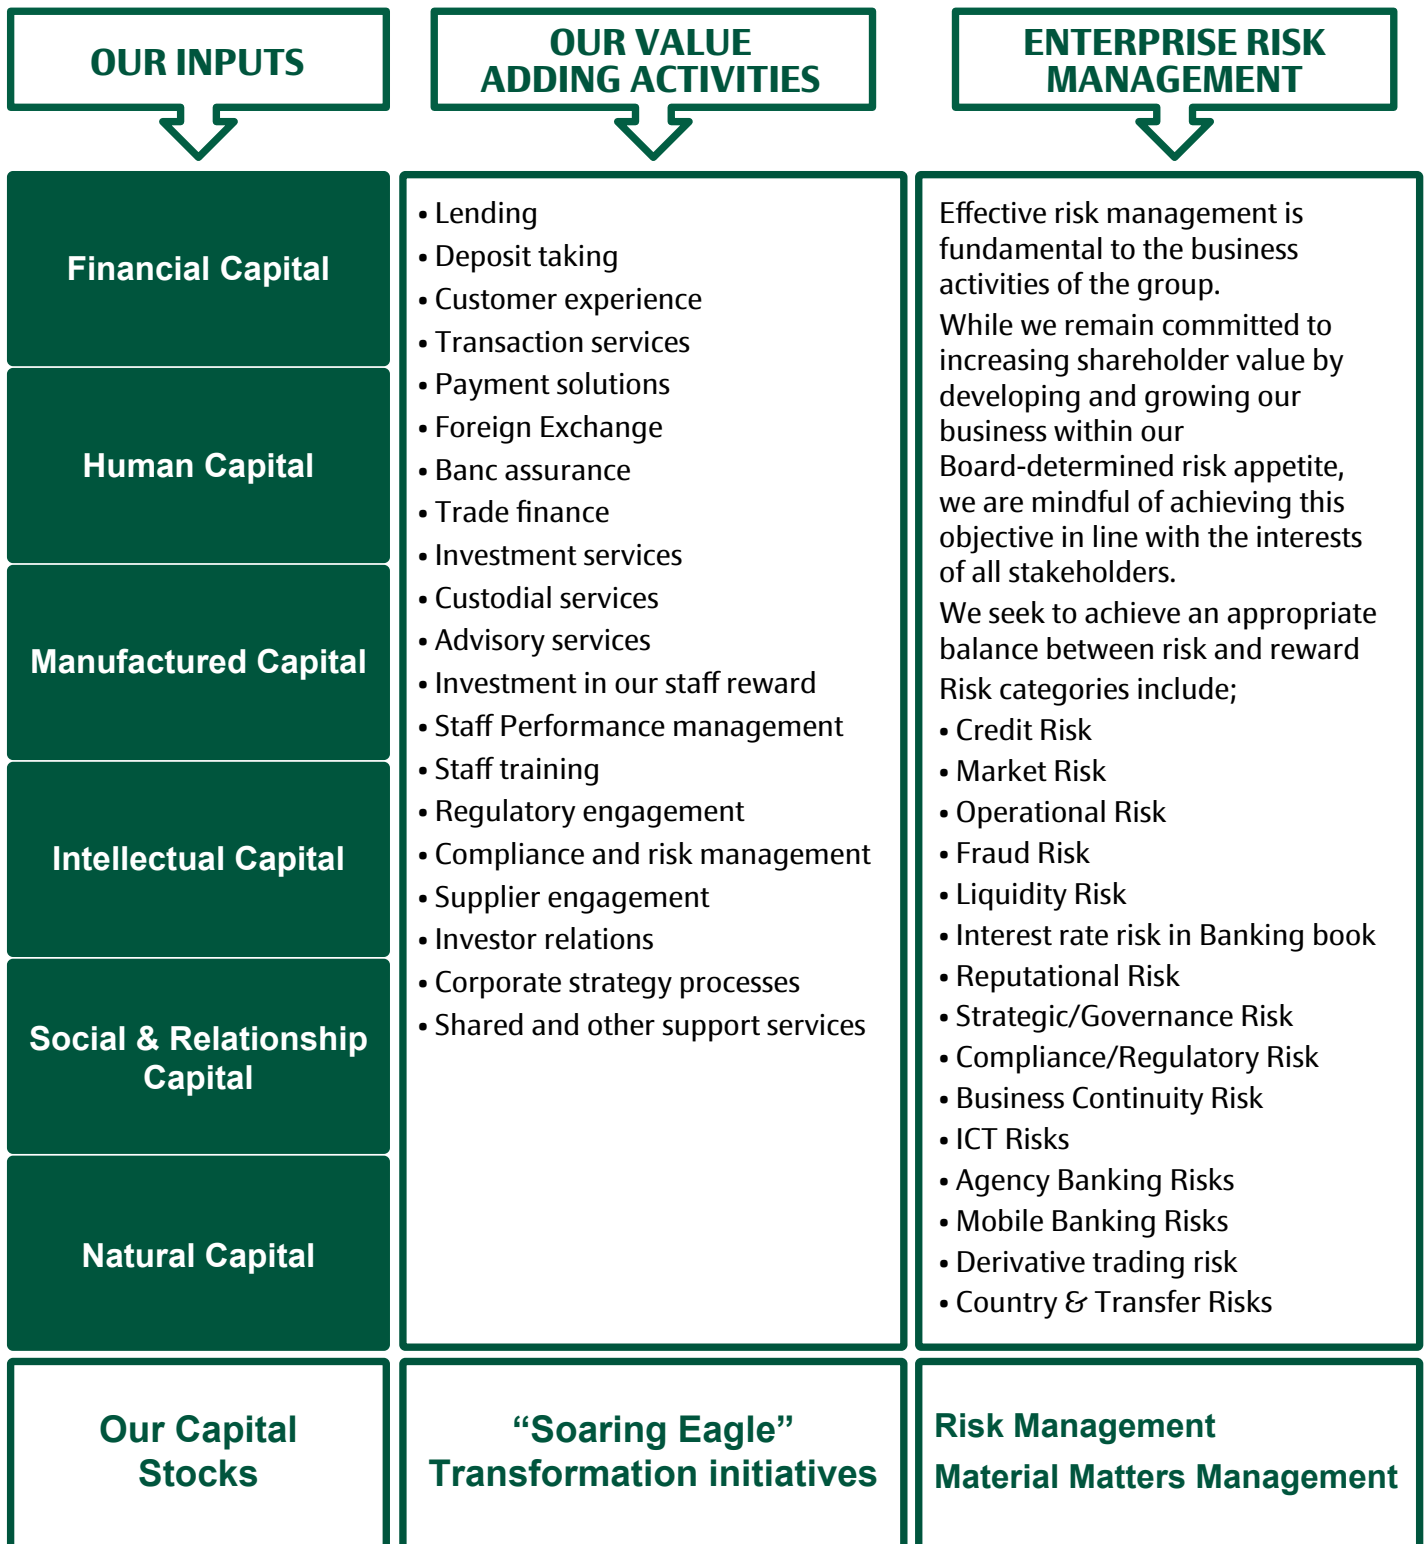 OUR INPUTS
Financial Capital
Human Capital
Manufactured Capital
Intellectual Capital
Social & Relationship
Capital
Natural Capital
Our Capital
Stocks
OUR VALUE
ADDING ACTIVITIES
• Lending
• Deposit taking
• Customer experience
• Transaction services
• Payment solutions
• Foreign Exchange
• Banc assurance
• Trade finance
• Investment services
• Custodial services
• Advisory services
• Investment in our staff reward
• Staff Performance management
• Staff training
• Regulatory engagement
• Compliance and risk management
• Supplier engagement
• Investor relations
• Corporate strategy processes
• Shared and other support services
“Soaring Eagle”
Transformation initiatives
ENTERPRISE RISK
MANAGEMENT
Effective risk management is
fundamental to the business
activities of the group.
While we remain committed to
increasing shareholder value by
developing and growing our
business within our
Board-determined risk appetite,
we are mindful of achieving this
objective in line with the interests
of all stakeholders.
We seek to achieve an appropriate
balance between risk and reward
Risk categories include;
• Credit Risk
• Market Risk
• Operational Risk
• Fraud Risk
• Liquidity Risk
• Interest rate risk in Banking book
• Reputational Risk
• Strategic/Governance Risk
• Compliance/Regulatory Risk
• Business Continuity Risk
• ICT Risks
• Agency Banking Risks
• Mobile Banking Risks
• Derivative trading risk
• Country & Transfer Risks
Risk Management
Material Matters Management